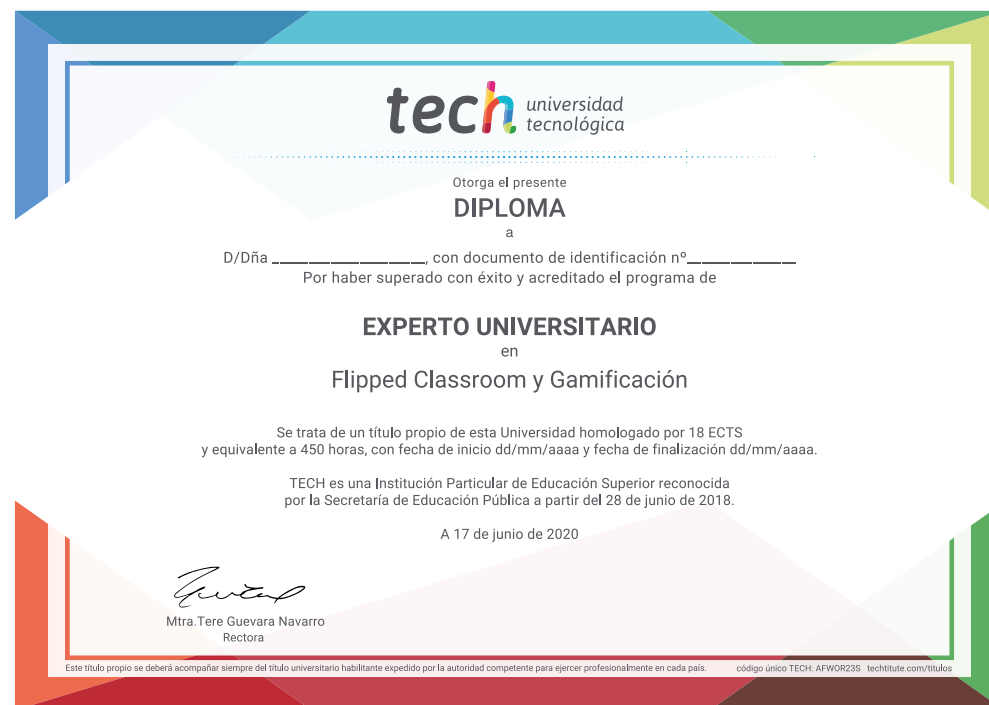 tech universidad
tecnológica
Otorga el presente
DIPLOMA
a
D/Dña ___________________, con documento de identificación nº______________
Por haber superado con éxito y acreditado el programa de
EXPERTO UNIVERSITARIO
en
Flipped Classroom y Gamificación
Se trata de un título propio de esta Universidad homologado por 18 ECTS
y equivalente a 450 horas, con fecha de inicio dd/mm/aaaa y fecha de finalización dd/mm/aaaa.
TECH es una Institución Particular de Educación Superior reconocida
por la Secretaría de Educación Pública a partir del 28 de junio de 2018.
A 17 de junio de 2020
Mtra.Tere Guevara Navarro
Rectora
Este título propio se deberá acompañar siempre del título universitario habilitante expedido por la autoridad competente para ejercer profesionalmente en cada país. código único TECH: AFWOR23S techtitute.com/titulos